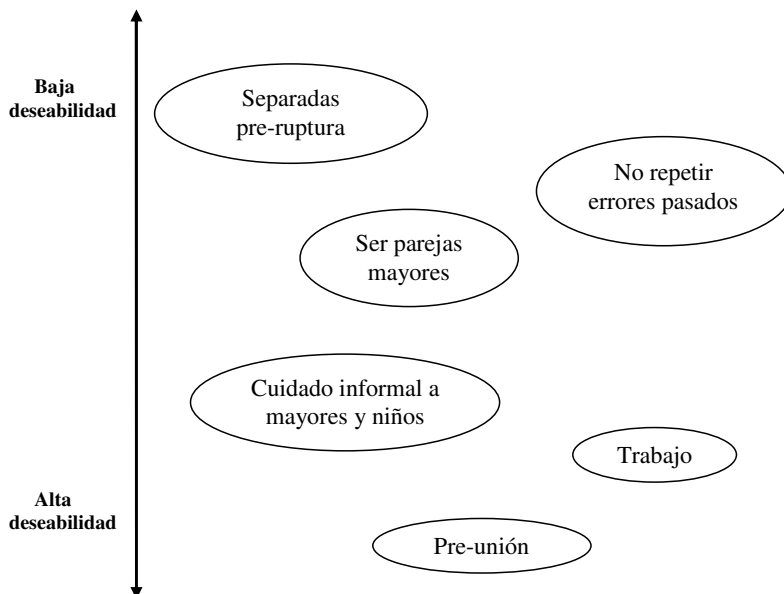 Baja
deseabilidad
Separadas
pre-ruptura
No repetir
errores pasados
Ser parejas
mayores
Cuidado informal a
mayores y niños
Trabajo
Alta
deseabilidad
Pre-unión